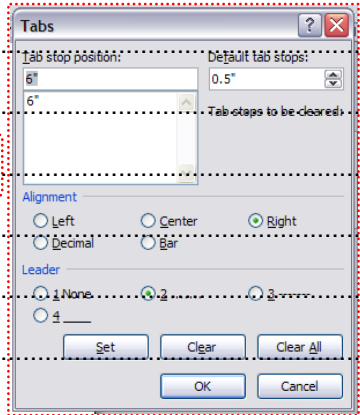 Tabs
Tab stop position: Default tab stops:
6" 0.5"
6" Tab stops to be cleared:
Alignment
Left Center Right
Decimal Bar
Leader
1 None 2 ....... 3 -------
4 ___
Set Clear Clear All
OK Cancel